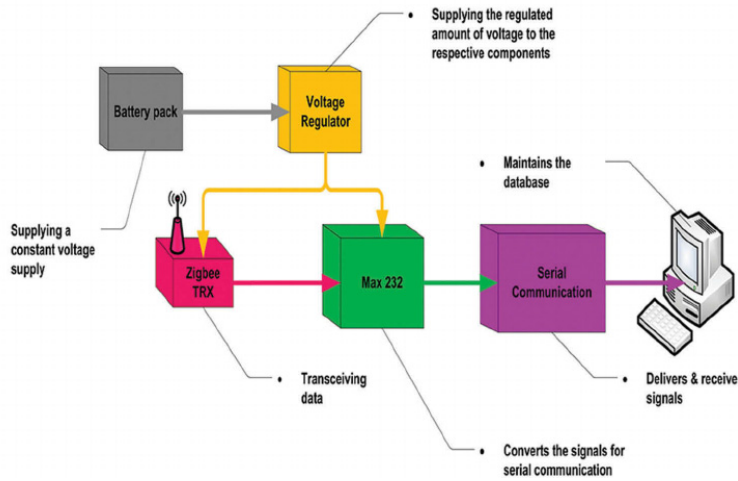 • Supplying the regulated
amount of voltage to the
respective components
Battery pack
Voltage
Regulator
• Maintains the
database
Supplying a
constant voltage
supply
Zigbee
TRX
Max 232
Serial
Communication
• Transceiving
data
• Delivers & receive
signals
• Converts the signals for
serial communication